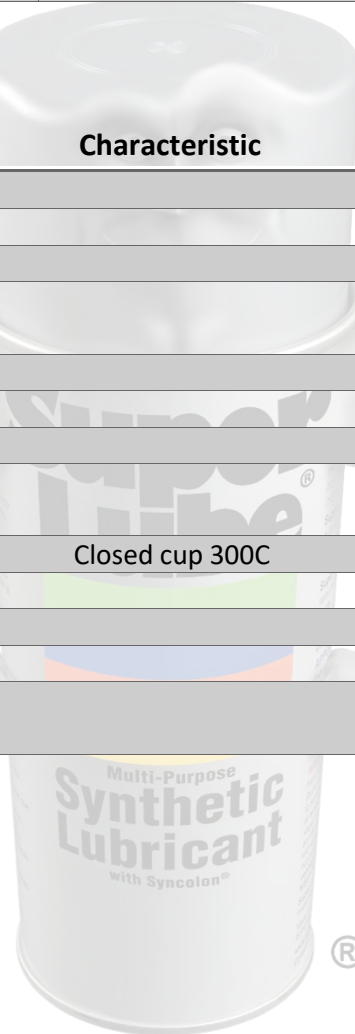 Characteristic
Super
Lube
®
Closed cup 300C
Multi-Purpose
Synthetic
Lubricant
with Syncolon®
®